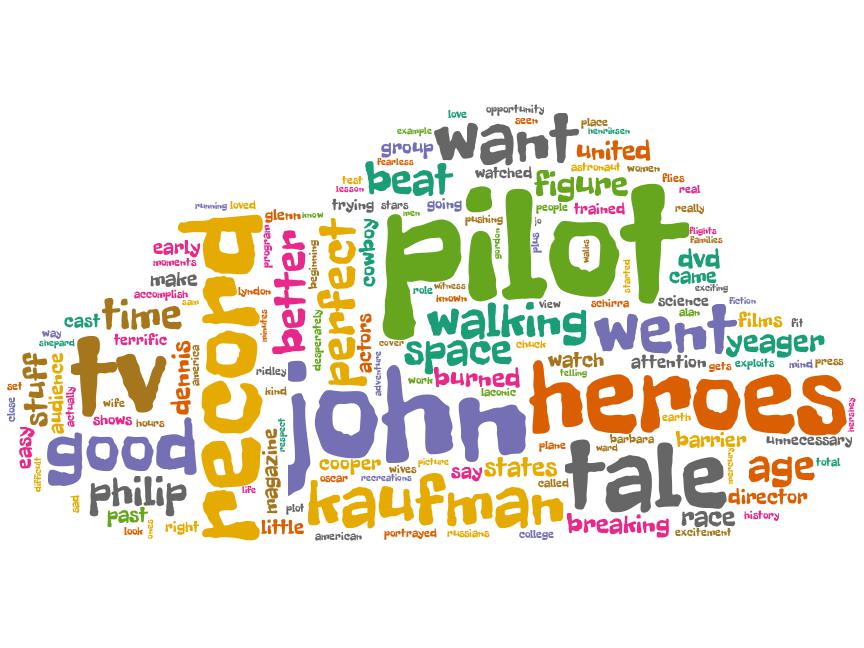 love
opportunity
seen
place
example
want
henriksen
group
united
fearless
astronaut
women
test
beat
watched
figure
flies
lesson
real
running
loved
trying
stars
going
people
trained
really
glenn
know
men
pushing
jo
record
program
better
beginning
perfect
cowboy
pilot
gordon
plus
walks
started
flights
families
early
moments
make
accomplish
sam
lyndon
minutes
desperately
actors
role
witness
known
view
schirra
science
dvd
came
exciting
alan
fiction
cast
time
way
shepard
terrific
walking
went
films
fit
cover
space
chuck
yeager
stuff
audience
actually
tv
dennis
america
ridley
kind
adventure
work
burned
laconic
watch
telling
attention
gets
exploits
mind
press
set
close
wife
shows
hours
john
heroes
hershey
earth
easy
good
respect
magazine
plane
barbara
ward
barrier
unnecessary
difficult
philip
life
cooper
wives
picture
oscar
recreations
say
states
called
tale
mercury
age
total
director
sad
past
plot
kaufman
look
ones
right
little
american
portrayed
russians
college
breaking
race
history
excitement